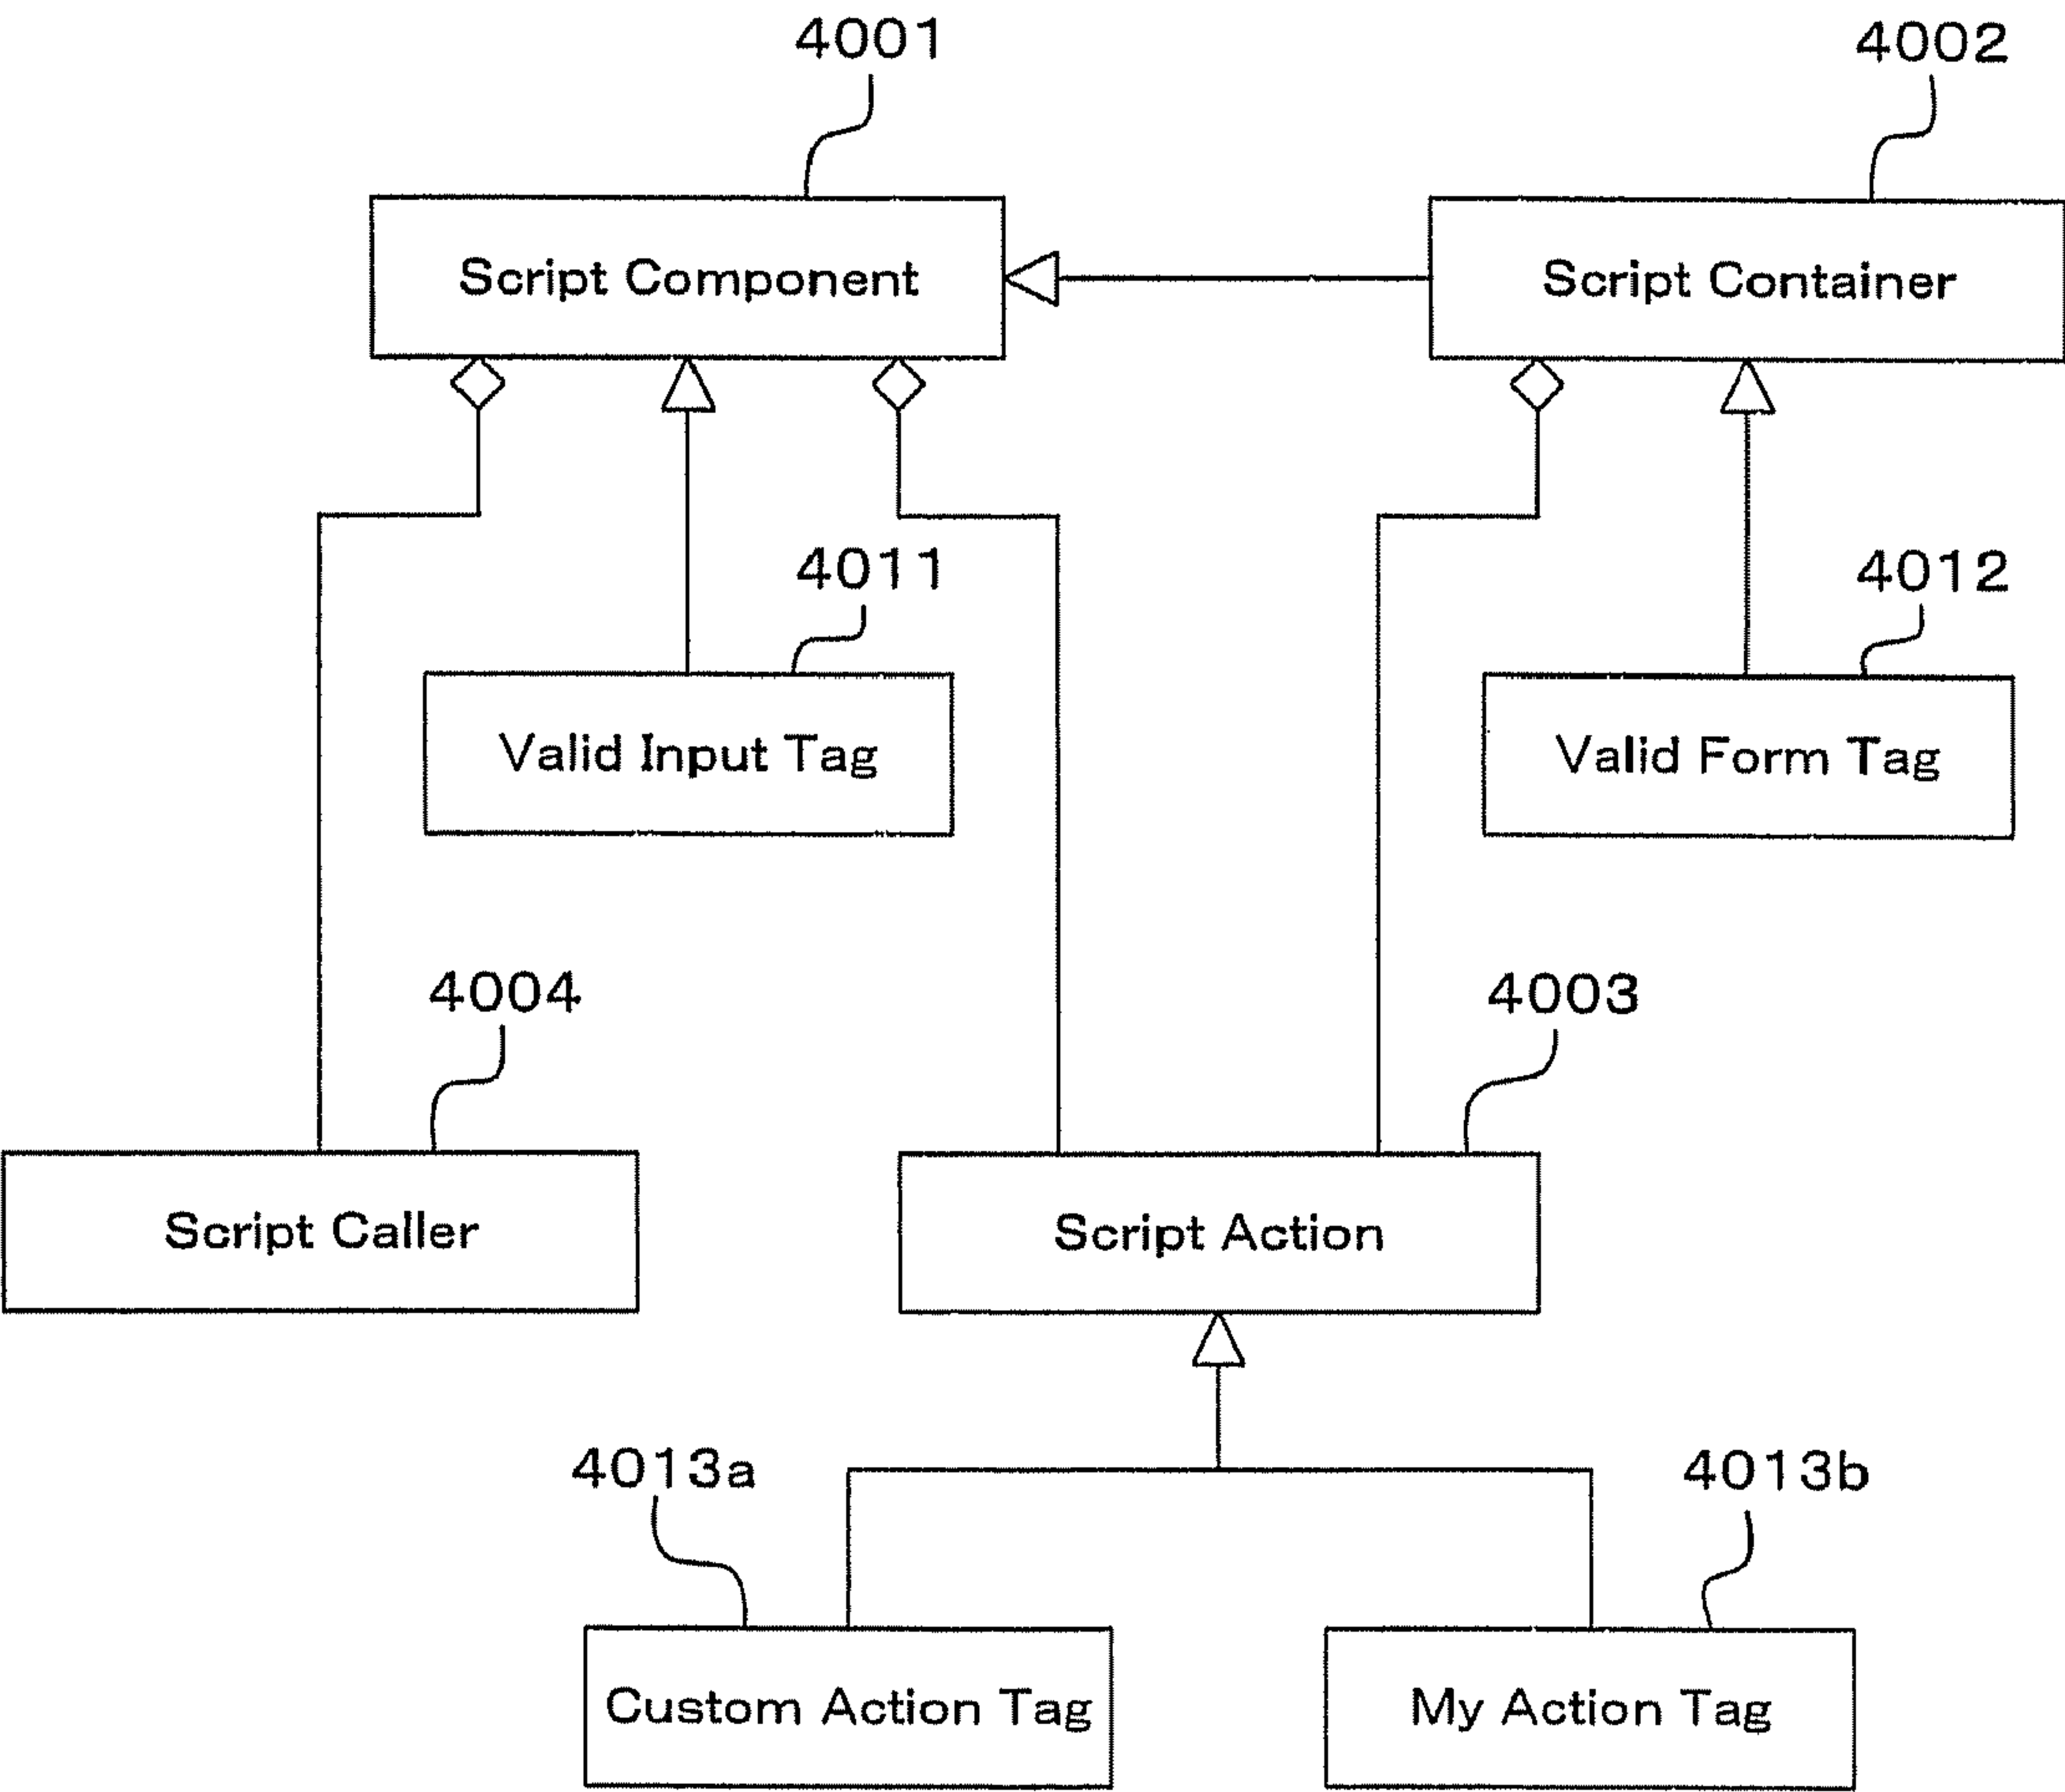 4001
4002
Script Component
Script Container
4011
4012
Valid Input Tag
Valid Form Tag
4004
4003
Script Caller
Script Action
4013a
4013b
Custom Action Tag
My Action Tag